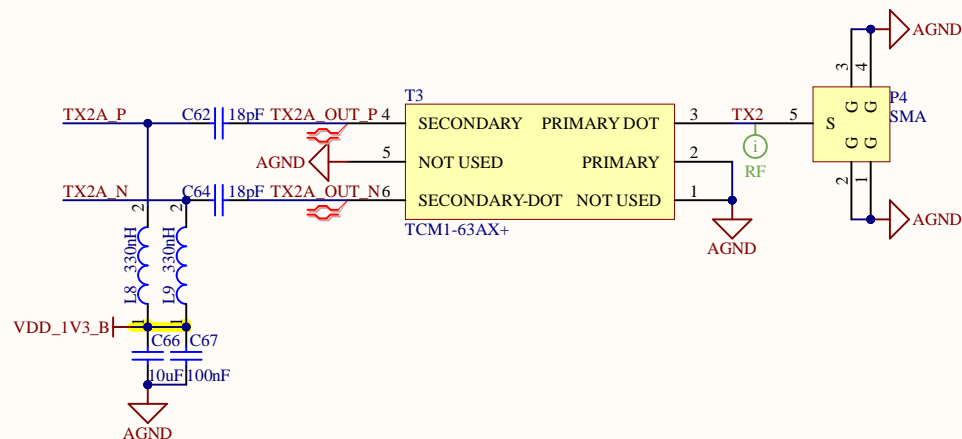 AGND
3
4
T3
P4
SMA
G
G
TX2A_P
C62
18pF
TX2A_OUT_P
4
SECONDARY
PRIMARY DOT
3
TX2
5
S
i
RF
AGND
5
NOT USED
PRIMARY
2
G
G
TX2A_N
C64
18pF
TX2A_OUT_N
6
SECONDARY-DOT
NOT USED
1
2
1
AGND
TCM1-63AX+
AGND
2
2
L8
330nH
L9
330nH
1
1
VDD_1V3_B
C66
C67
10uF
100nF
AGND